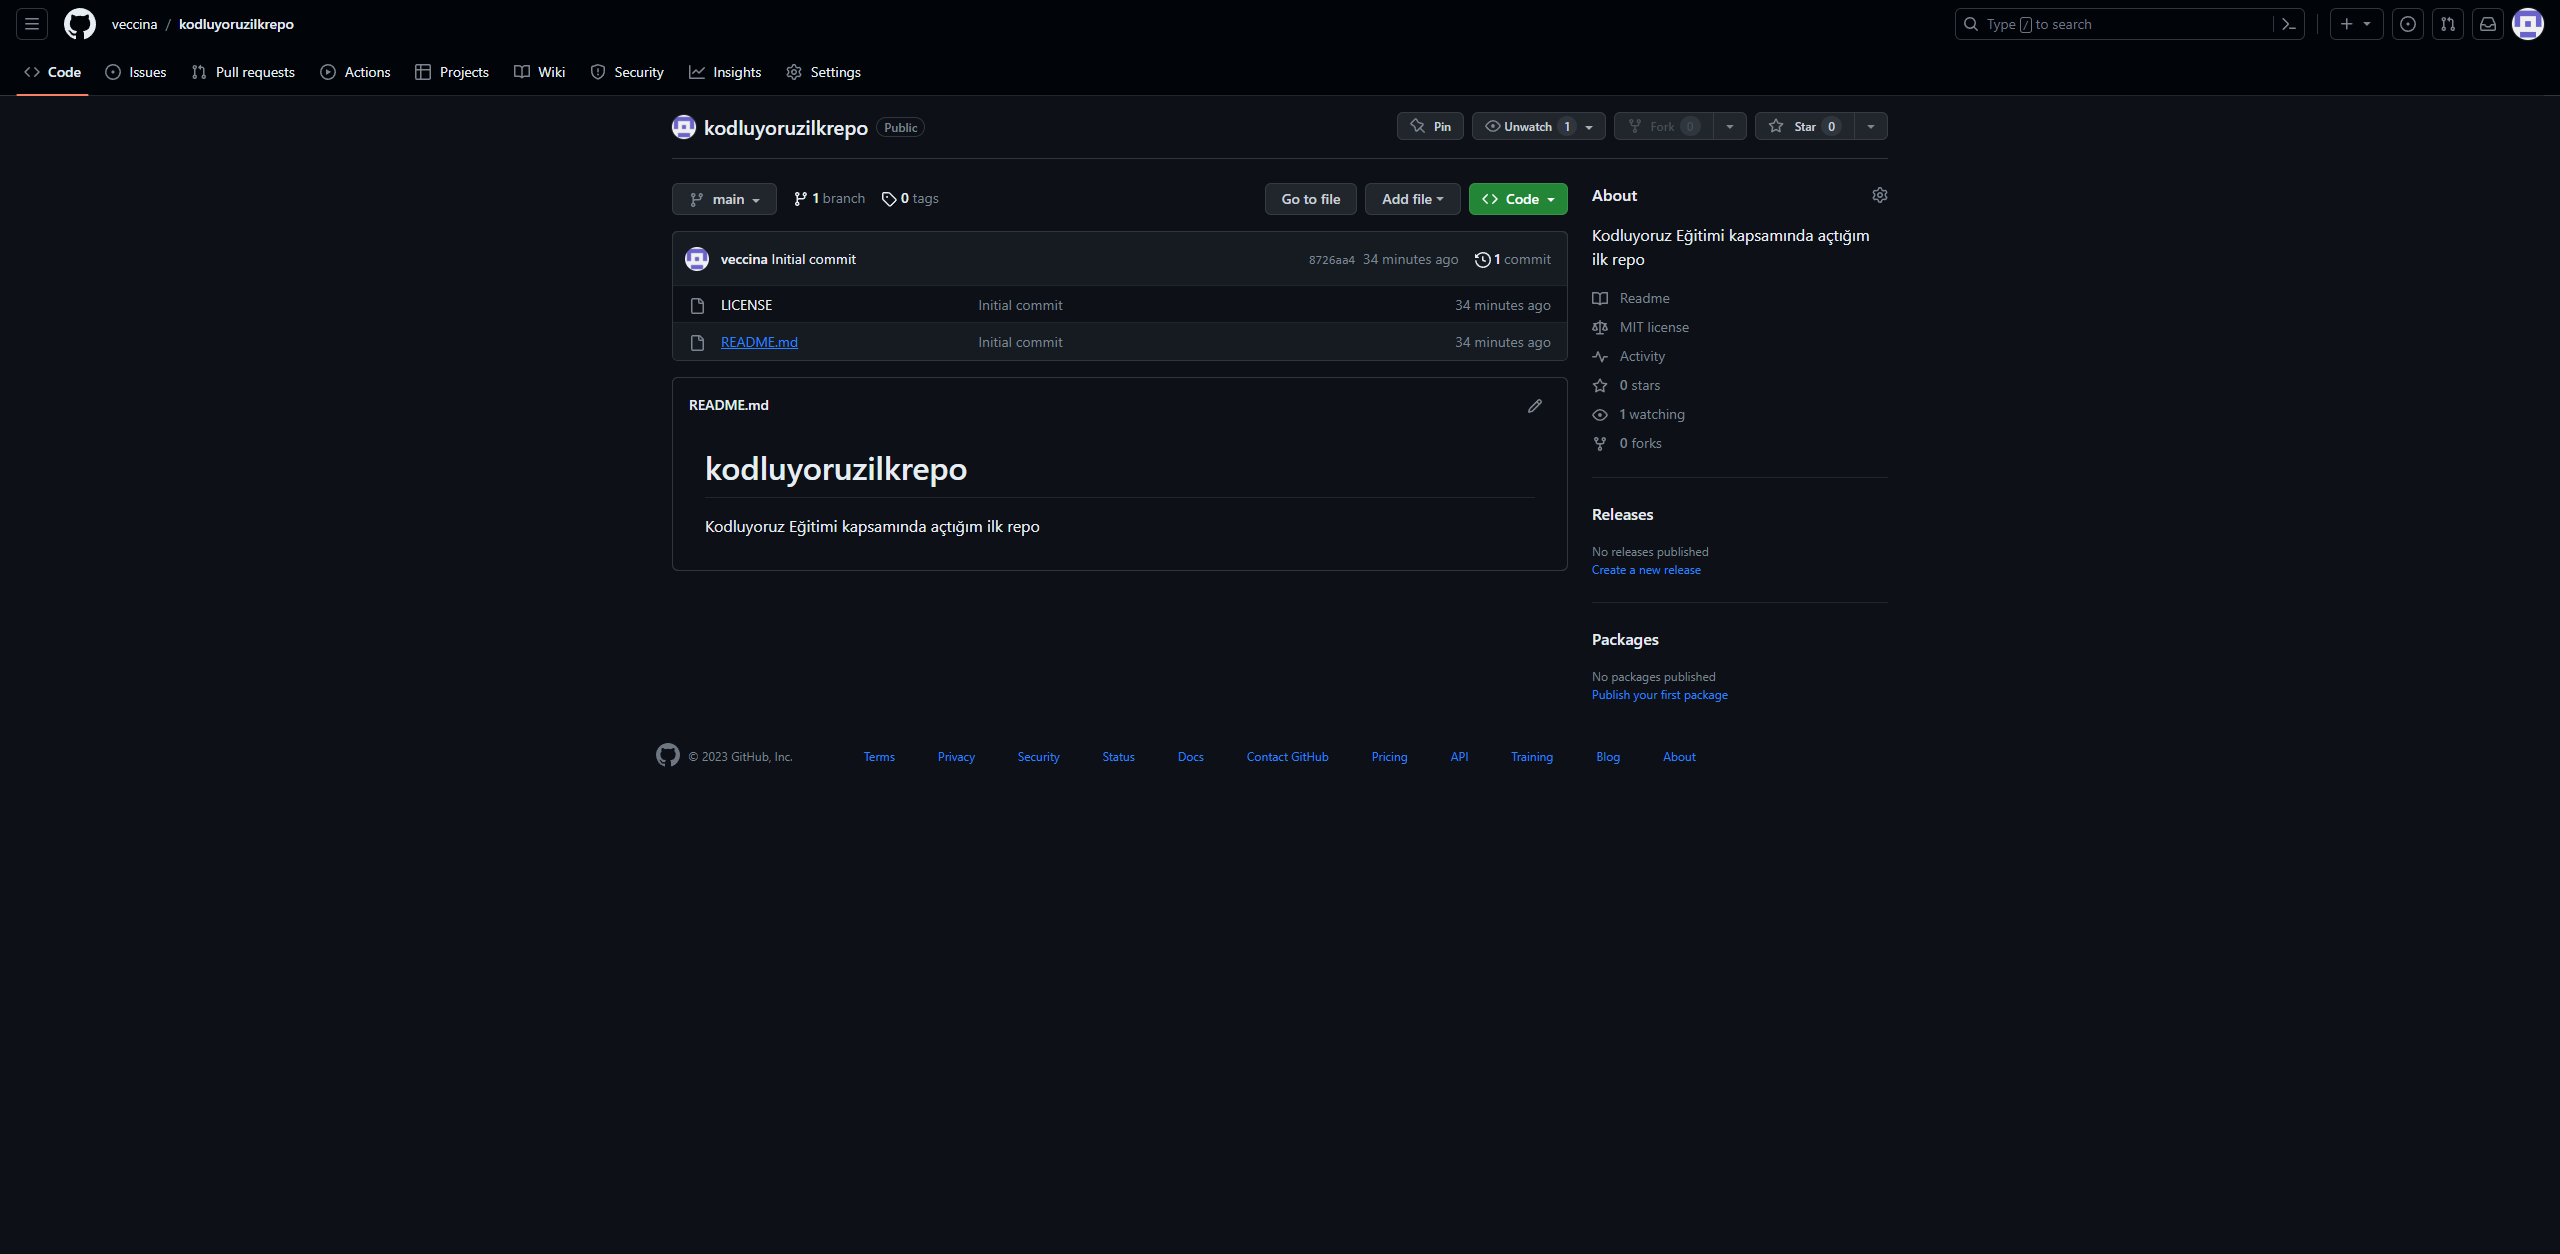 veccina / kodluyoruzilkrepo
Type / to search
Code Issues Pull requests Actions Projects Wiki Security Insights Settings
kodluyoruzilkrepo Public
Pin Unwatch 1 Fork 0 Star 0
main 1 branch 0 tags Go to file Add file Code
veccina Initial commit 8726aa4 34 minutes ago 1 commit
LICENSE Initial commit 34 minutes ago
README.md Initial commit 34 minutes ago
README.md
kodluyoruzilkrepo
Kodluyoruz Eğitimi kapsamında açtığım ilk repo
About
Kodluyoruz Eğitimi kapsamında açtığım
ilk repo
Readme
MIT license
Activity
0 stars
1 watching
0 forks
Releases
No releases published
Create a new release
Packages
No packages published
Publish your first package
© 2023 GitHub, Inc. Terms Privacy Security Status Docs Contact GitHub Pricing API Training Blog About